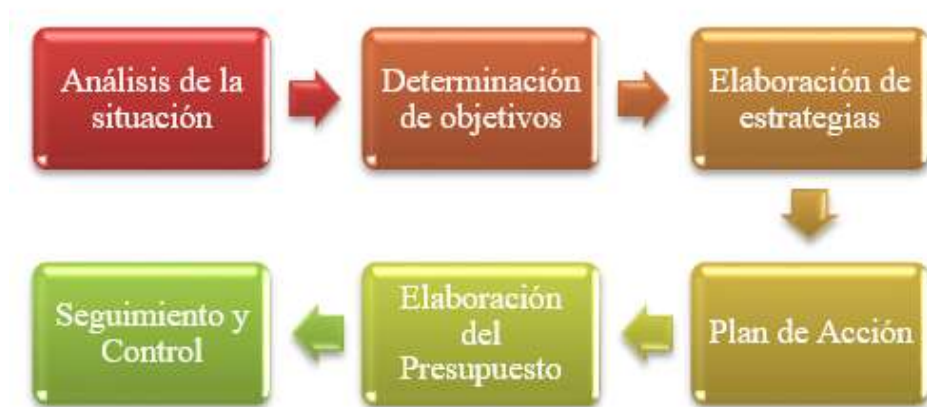 Análisis de la
situación
Determinación
de objetivos
Elaboración de
estrategias
Plan de Acción
Elaboración
del
Presupuesto
Seguimiento y
Control